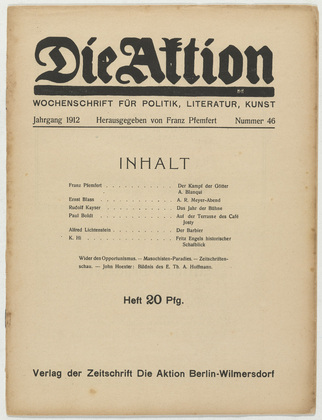 Die Aktion
WOCHENSCHRIFT FÜR POLITIK, LITERATUR, KUNST
Jahrgang 1912 Herausgegeben von Franz Pfemfert Nummer 46
INHALT
Franz Pfemfert . . . . . . . . . . . . Der Kampf der Götter
A. Blanqui
Ernst Blass . . . . . . . . . . . . . A. R. Meyer-Abend
Rudolf Kayser . . . . . . . . . . . . Das Jahr der Bühne
Paul Boldt . . . . . . . . . . . . . Auf der Terrasse des Café
Josty
Alfred Lichtenstein . . . . . . . . . . Der Barbier
K. Hi . . . . . . . . . . . . . . . Fritz Engels historischer
Schafblick
Wider den Opportunismus. — Masochisten-Paradies. — Zeitschriften-
schau. — John Hoexter: Bildnis des E. Th. A. Hoffmann.
Heft 20 Pfg.
Verlag der Zeitschrift Die Aktion Berlin-Wilmersdorf